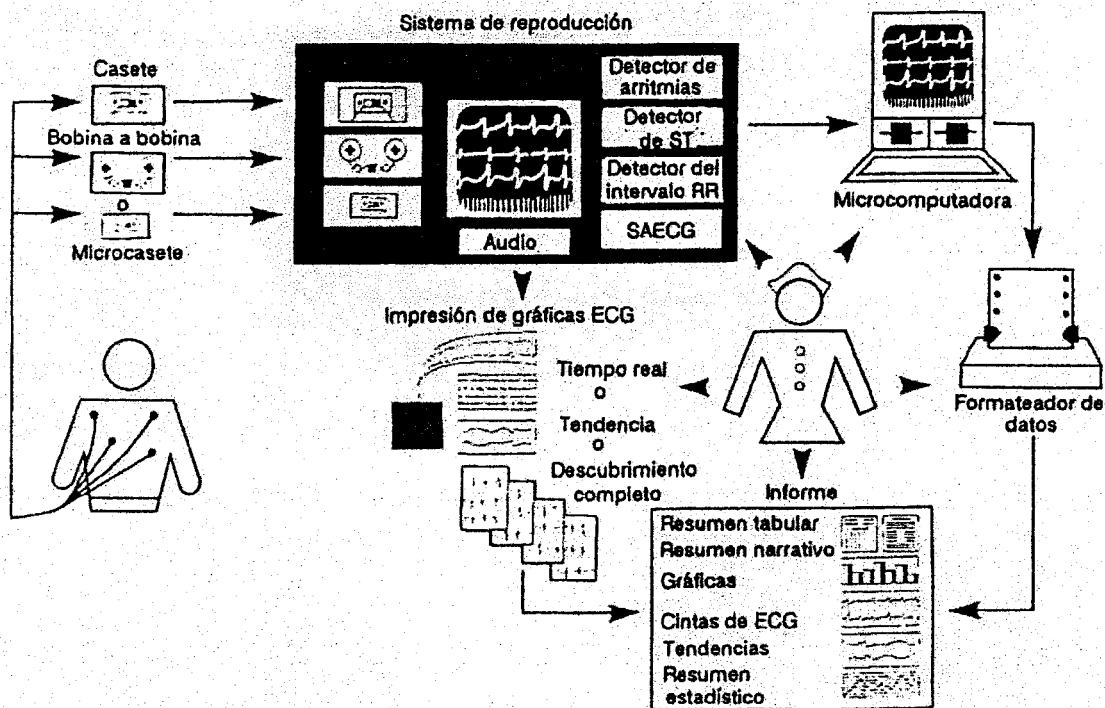 Sistema de reproducción
Casete
Bobina a bobina
o
Microcasete
Audio
Detector de
arritmias
Detector
de ST
Detector del
intervalo RR
SAECG
Microcomputadora
Impresión de gráficas ECG
Tiempo real
o
Tendencia
o
Descubrimiento
completo
Formateador de
datos
Informe
Resumen tabular
Resumen narrativo
Gráficas
Cintas de ECG
Tendencias
Resumen
estadístico